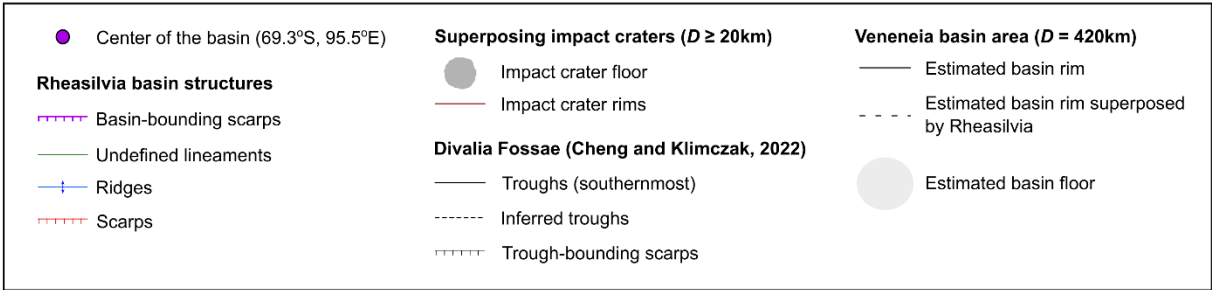 Center of the basin (69.3°S, 95.5°E)
Rheasilvia basin structures
Basin-bounding scarps
Undefined lineaments
Ridges
Scarps
Superposing impact craters (D ≥ 20km)
Impact crater floor
Impact crater rims
Divalia Fossae (Cheng and Klimczak, 2022)
Troughs (southernmost)
Inferred troughs
Trough-bounding scarps
Veneneia basin area (D = 420km)
Estimated basin rim
Estimated basin rim superposed
by Rheasilvia
Estimated basin floor